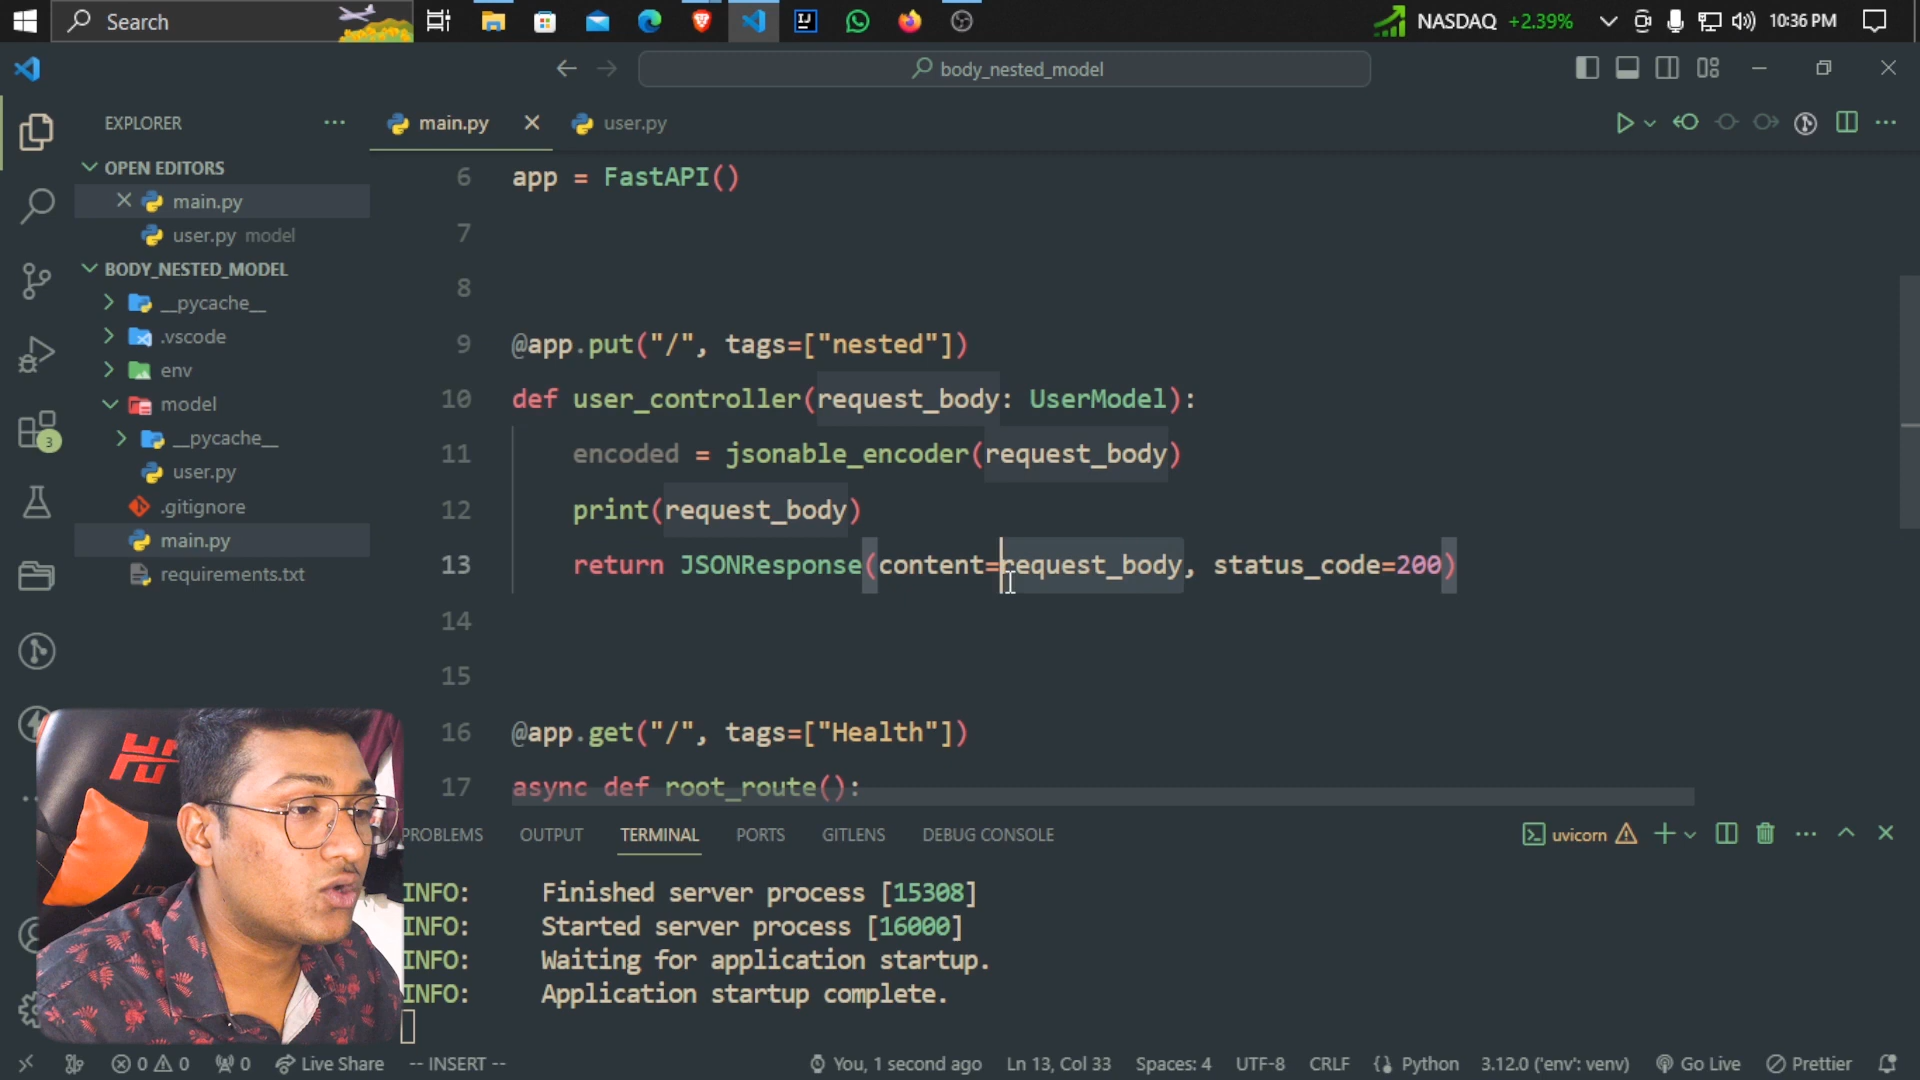 Search
NASDAQ +2.39%
10:36 PM
body_nested_model
EXPLORER
main.py
user.py
OPEN EDITORS
main.py
user.py model
BODY_NESTED_MODEL
__pycache__
.vscode
env
model
__pycache__
user.py
.gitignore
main.py
requirements.txt
6 app = FastAPI()
7
8
9 @app.put("/", tags=["nested"])
10 def user_controller(request_body: UserModel):
11 encoded = jsonable_encoder(request_body)
12 print(request_body)
13 return JSONResponse(content=request_body, status_code=200)
14
15
16 @app.get("/", tags=["Health"])
17 async def root_route():
3
PROBLEMS OUTPUT TERMINAL PORTS GITLENS DEBUG CONSOLE
uvicorn
INFO: Finished server process [15308]
INFO: Started server process [16000]
INFO: Waiting for application startup.
INFO: Application startup complete.
0 0 0 Live Share -- INSERT -- You, 1 second ago Ln 13, Col 33 Spaces: 4 UTF-8 CRLF Python 3.12.0 ('env': venv) Go Live Prettier